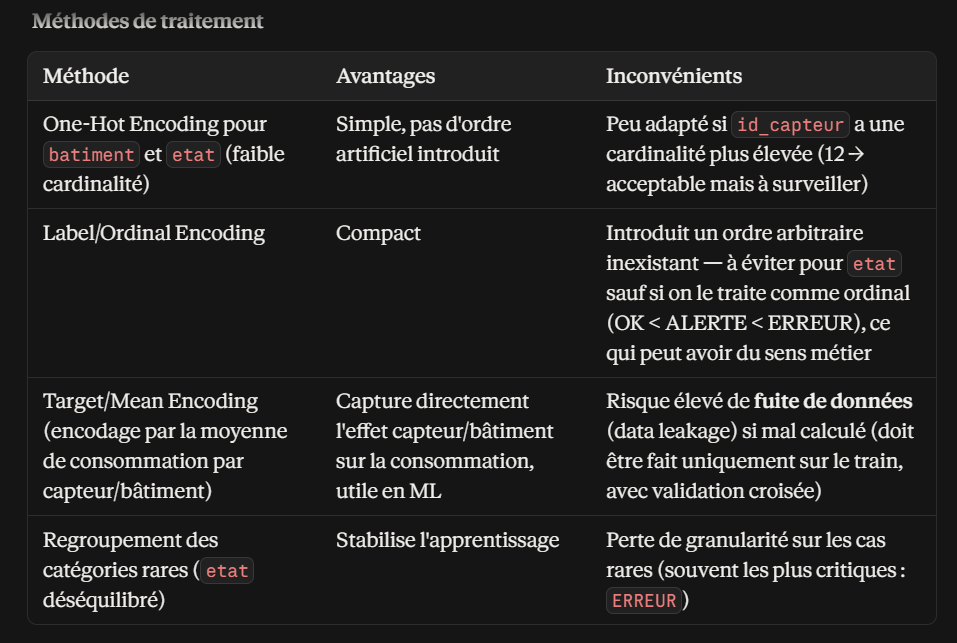 Méthodes de traitement
Méthode Avantages Inconvénients
One-Hot Encoding pour
batiment et etat (faible
cardinalité)
Simple, pas d'ordre
artificiel introduit
Peu adapté si id_capteur a une
cardinalité plus élevée (12 →
acceptable mais à surveiller)
Label/Ordinal Encoding
Compact
Introduit un ordre arbitraire
inexistant — à éviter pour etat
sauf si on le traite comme ordinal
(OK < ALERTE < ERREUR), ce
qui peut avoir du sens métier
Target/Mean Encoding
(encodage par la moyenne
de consommation par
capteur/bâtiment)
Capture directement
l'effet capteur/bâtiment
sur la consommation,
utile en ML
Risque élevé de fuite de données
(data leakage) si mal calculé (doit
être fait uniquement sur le train,
avec validation croisée)
Regroupement des
catégories rares (etat
déséquilibré)
Stabilise l'apprentissage
Perte de granularité sur les cas
rares (souvent les plus critiques :
ERREUR)